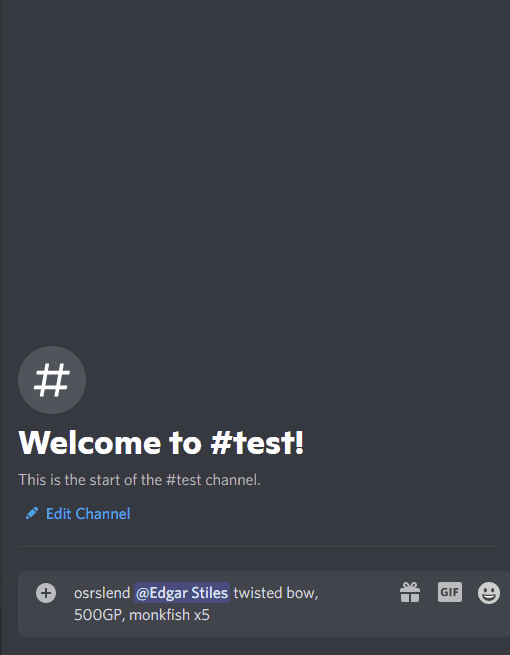 Welcome to #test!
This is the start of the #test channel.
Edit Channel
osrslend @Edgar Stiles twisted bow,
500GP, monkfish x5
GIF